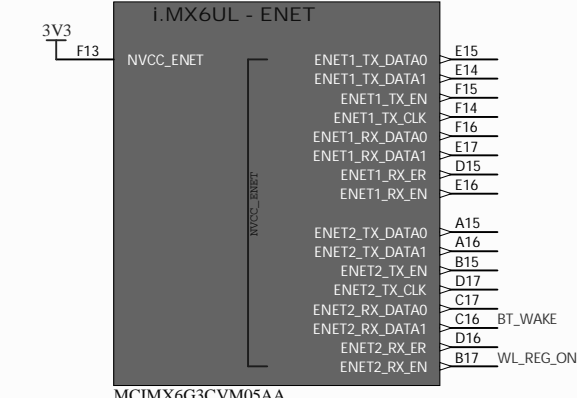 i.MX6UL - ENET
3V3
F13 NVCC_ENET
NVCC_ENET
ENET1_TX_DATA0 E15
ENET1_TX_DATA1 E14
ENET1_TX_EN F15
ENET1_TX_CLK F14
ENET1_RX_DATA0 F16
ENET1_RX_DATA1 E17
ENET1_RX_ER D15
ENET1_RX_EN E16
ENET2_TX_DATA0 A15
ENET2_TX_DATA1 A16
ENET2_TX_EN B15
ENET2_TX_CLK D17
ENET2_RX_DATA0 C17
ENET2_RX_DATA1 C16 BT_WAKE
ENET2_RX_ER D16
ENET2_RX_EN B17 WL_REG_ON
MCIMX6G3CVM05AA